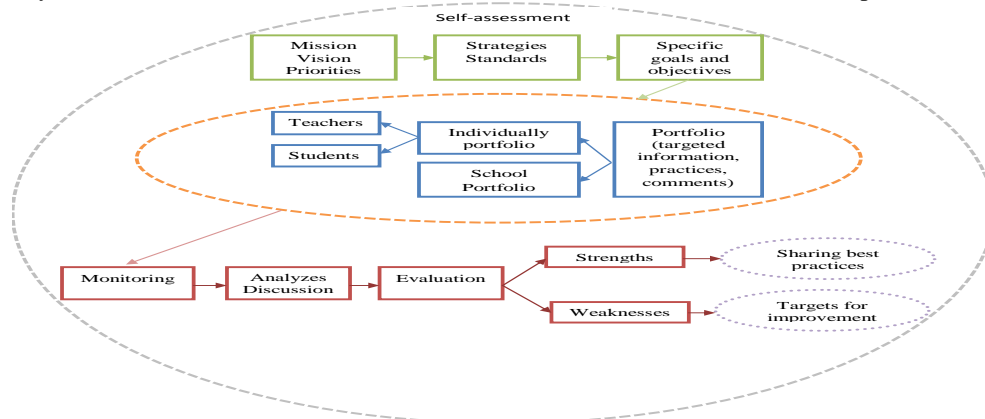 Self-assessment
Mission
Vision
Priorities
Strategies
Standards
Specific
goals and
objectives
Teachers
Students
Individually
portfolio
School
Portfolio
Portfolio
(targeted
information,
practices,
comments)
Monitoring
Analyzes
Discussion
Evaluation
Strengths
Weaknesses
Sharing best
practices
Targets for
improvement